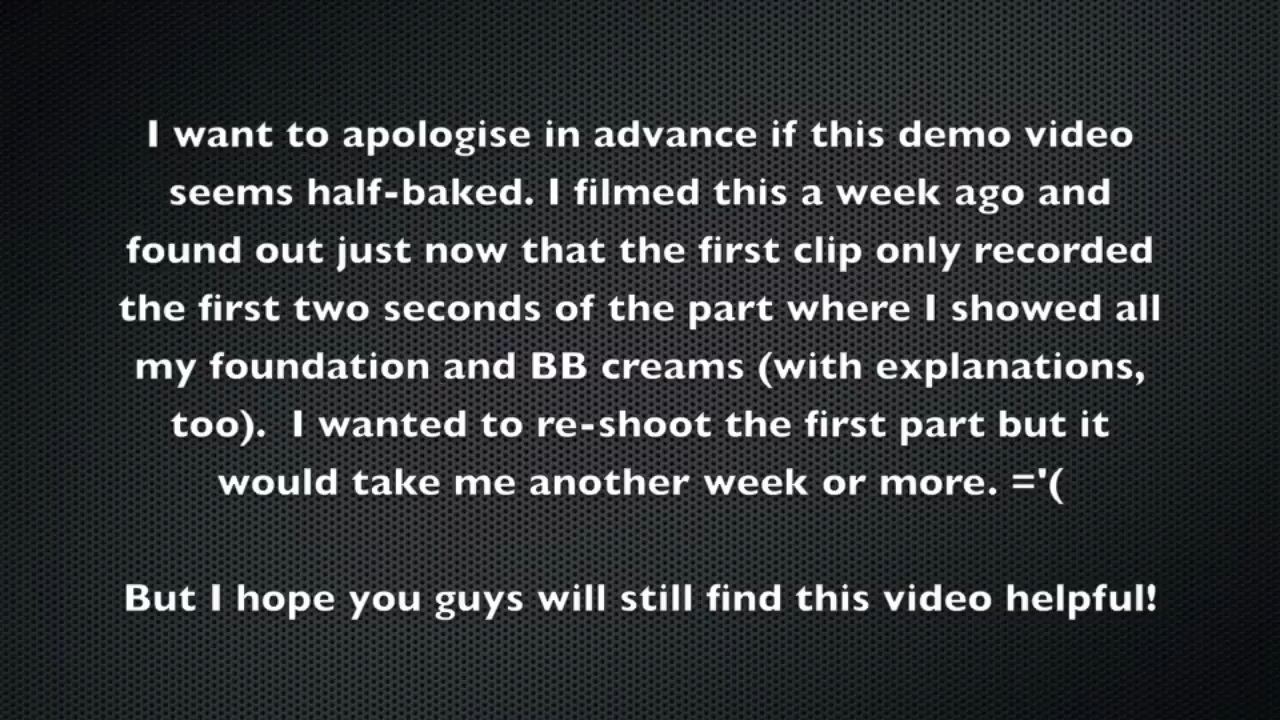 I want to apologise in advance if this demo video
seems half-baked. I filmed this a week ago and
found out just now that the first clip only recorded
the first two seconds of the part where I showed all
my foundation and BB creams (with explanations,
too).  I wanted to re-shoot the first part but it
would take me another week or more. ='(
But I hope you guys will still find this video helpful!